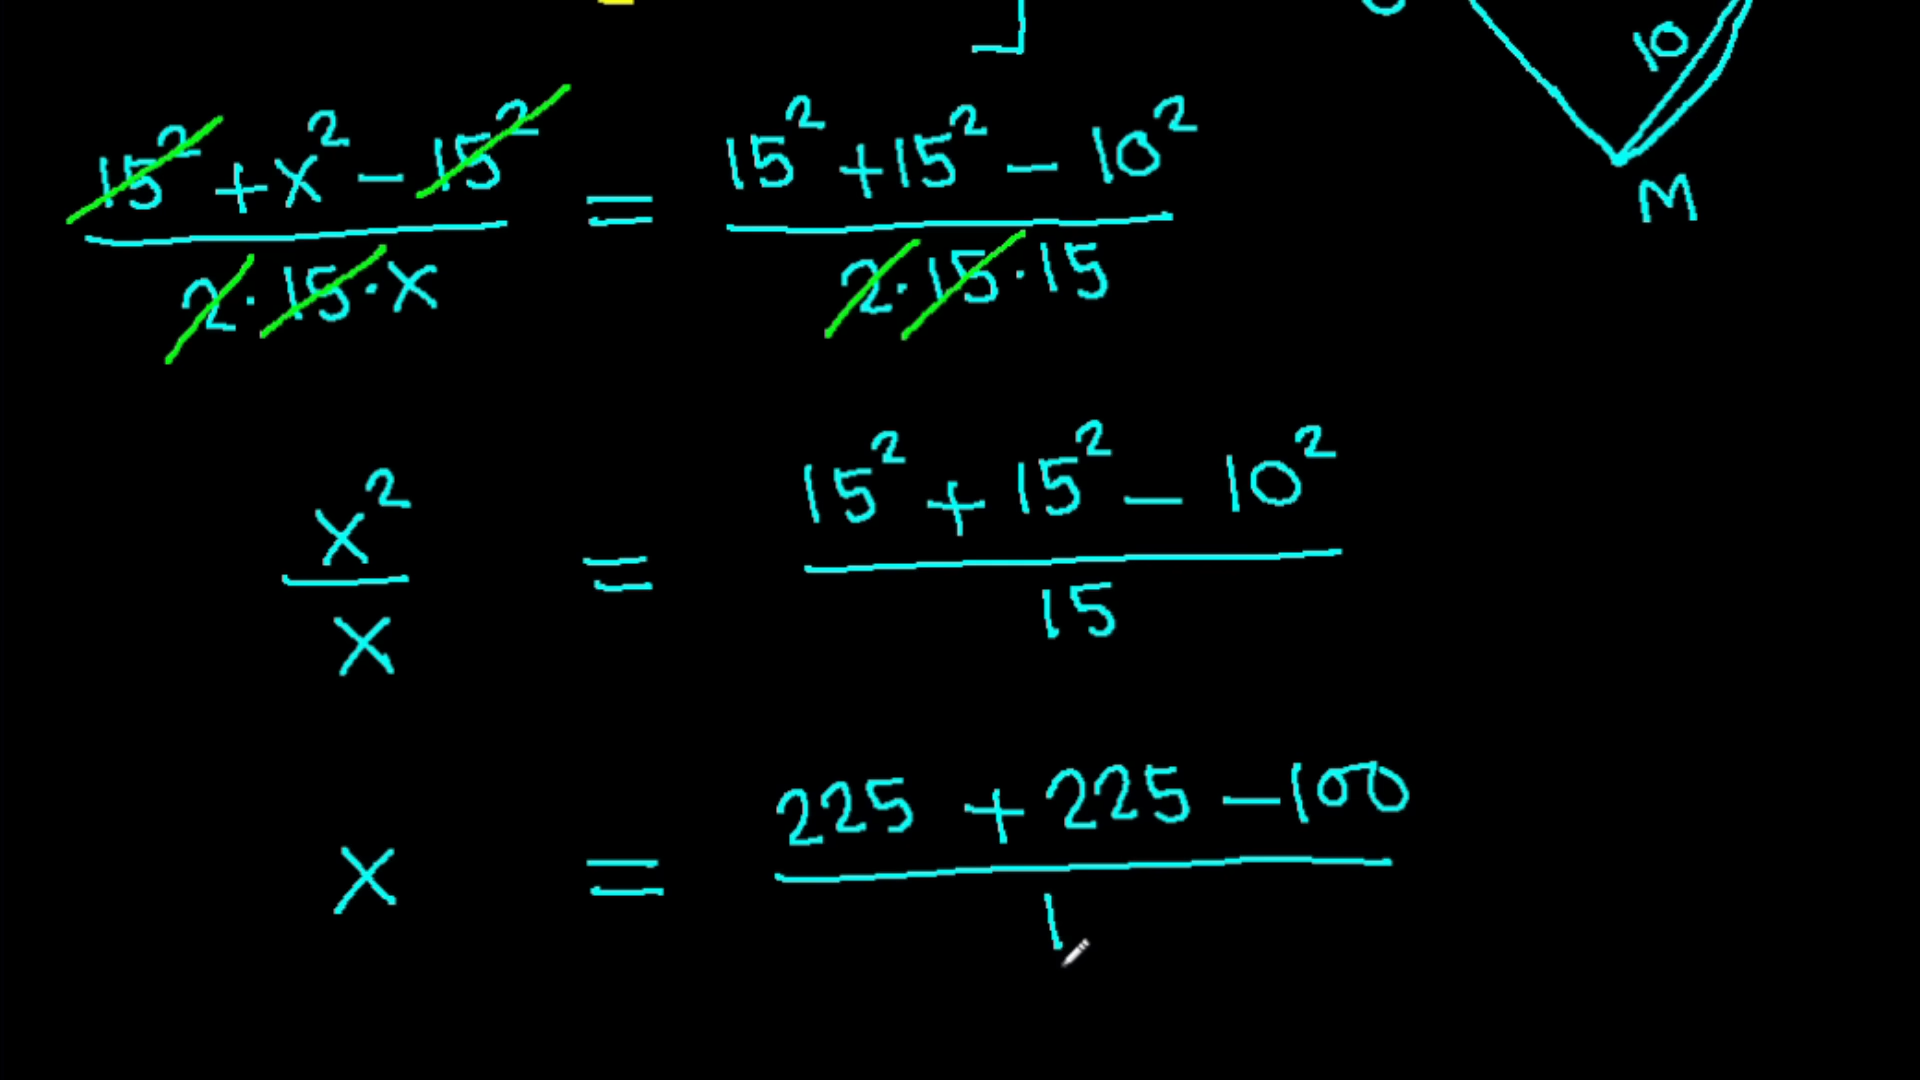 10
M
15² + x² - 15² / 2 · 15 · x = 15² + 15² - 10² / 2 · 15 · 15
x² / x = 15² + 15² - 10² / 15
x = 225 + 225 - 100 / 1